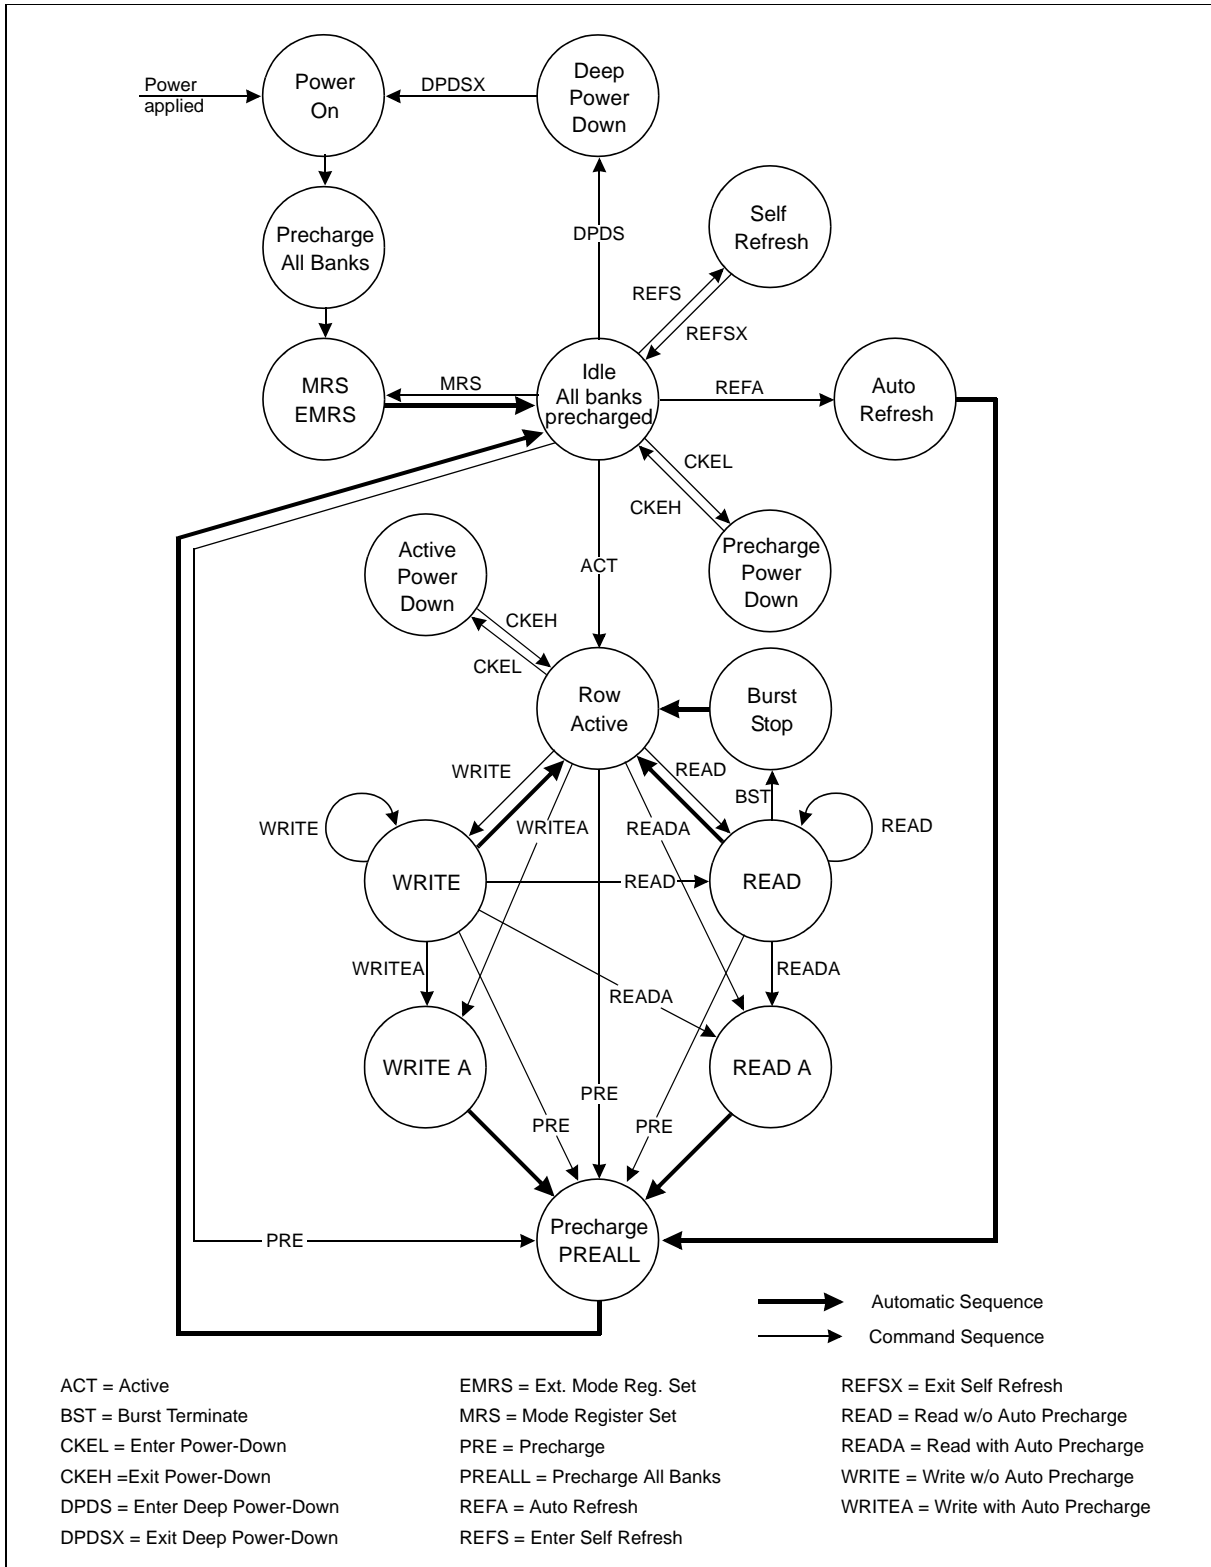 Power
applied
Power
On
DPDSX
Deep
Power
Down
Precharge
All Banks
DPDS
Self
Refresh
REFS
REFSX
MRS
EMRS
MRS
Idle
All banks
precharged
REFA
Auto
Refresh
CKEL
CKEH
Active
Power
Down
ACT
Precharge
Power
Down
CKEH
CKEL
Row
Active
Burst
Stop
WRITE
READ
BST
WRITE
WRITEA
READA
READ
WRITE
READ
READ
WRITEA
READA
READA
WRITE A
READ A
PRE
PRE
PRE
Precharge
PREALL
PRE
Automatic Sequence
Command Sequence
ACT = Active
BST = Burst Terminate
CKEL = Enter Power-Down
CKEH =Exit Power-Down
DPDS = Enter Deep Power-Down
DPDSX = Exit Deep Power-Down
EMRS = Ext. Mode Reg. Set
MRS = Mode Register Set
PRE = Precharge
PREALL = Precharge All Banks
REFA = Auto Refresh
REFS = Enter Self Refresh
REFSX = Exit Self Refresh
READ = Read w/o Auto Precharge
READA = Read with Auto Precharge
WRITE = Write w/o Auto Precharge
WRITEA = Write with Auto Precharge